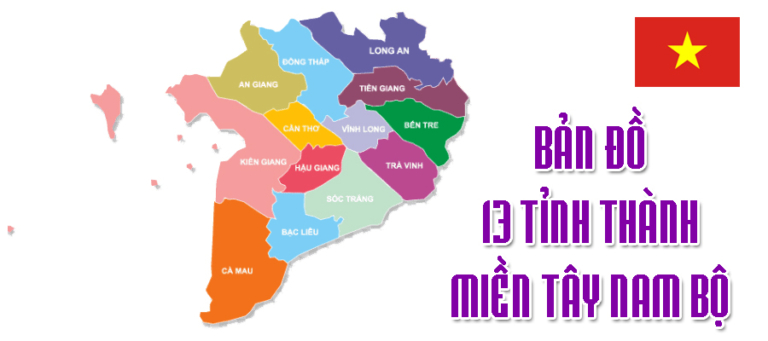 LONG AN
ĐỒNG THÁP
AN GIANG
TIỀN GIANG
CẦN THƠ
VĨNH LONG
BẾN TRE
KIÊN GIANG
HẬU GIANG
TRÀ VINH
SÓC TRĂNG
BẠC LIÊU
CÀ MAU
BẢN ĐỒ
13 TỈNH THÀNH
MIỀN TÂY NAM BỘ